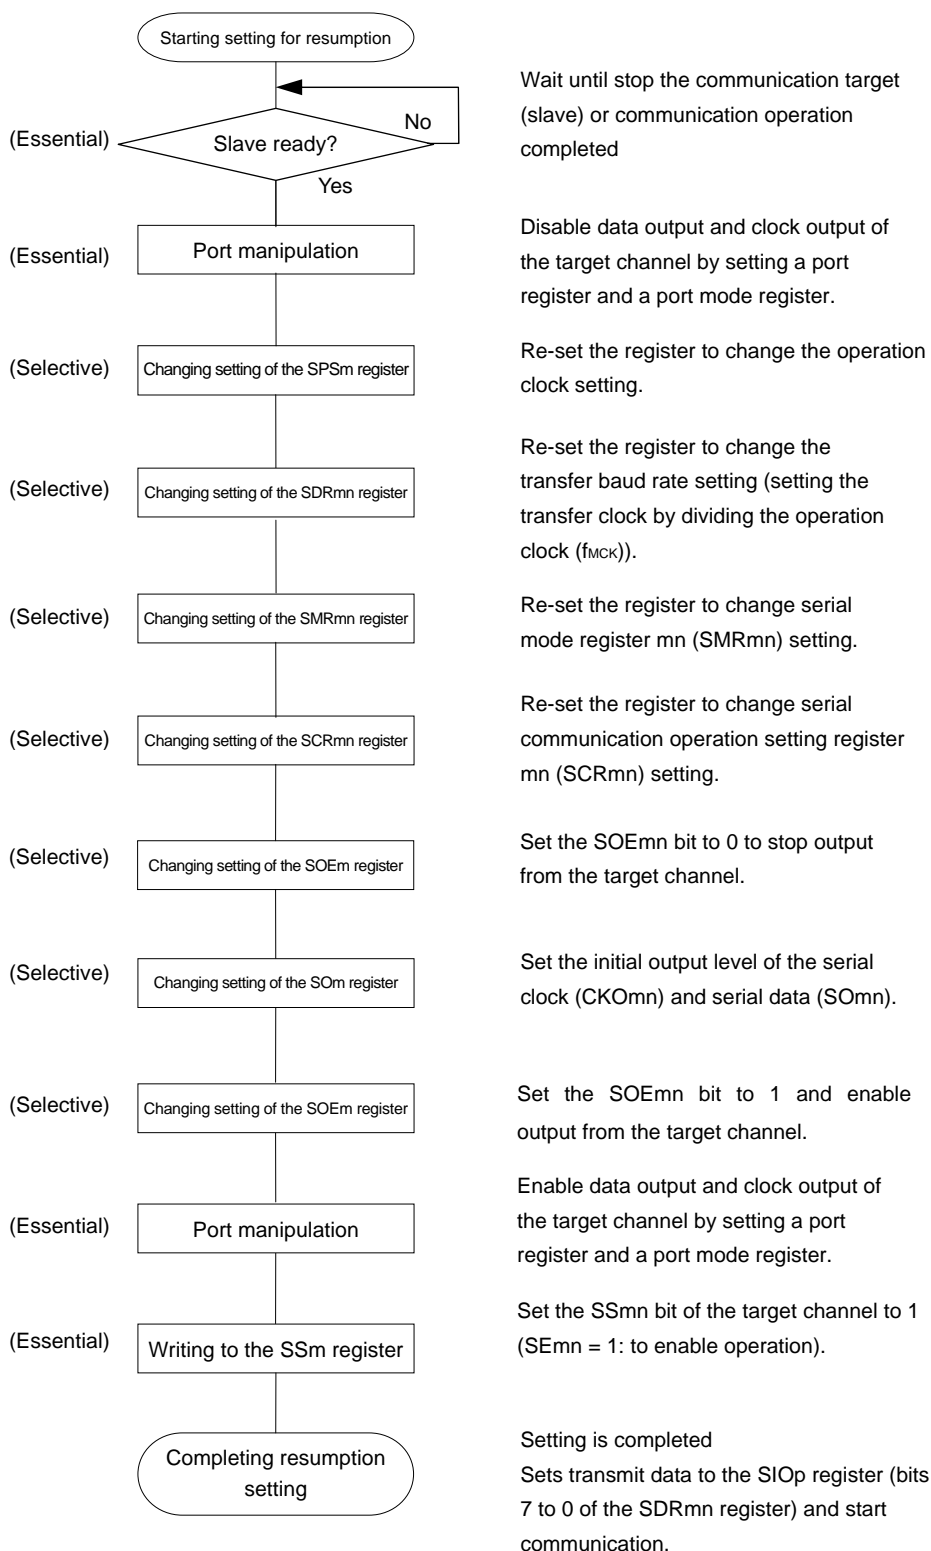 Starting setting for resumption
Wait until stop the communication target
(slave) or communication operation
completed
(Essential)
Slave ready?
No
Yes
(Essential)
Port manipulation
Disable data output and clock output of
the target channel by setting a port
register and a port mode register.
(Selective)
Changing setting of the SPSm register
Re-set the register to change the operation
clock setting.
(Selective)
Changing setting of the SDRmn register
Re-set the register to change the
transfer baud rate setting (setting the
transfer clock by dividing the operation
clock (fMCK)).
(Selective)
Changing setting of the SMRmn register
Re-set the register to change serial
mode register mn (SMRmn) setting.
(Selective)
Changing setting of the SCRmn register
Re-set the register to change serial
communication operation setting register
mn (SCRmn) setting.
(Selective)
Changing setting of the SOEm register
Set the SOEmn bit to 0 to stop output
from the target channel.
(Selective)
Changing setting of the SOm register
Set the initial output level of the serial
clock (CKOmn) and serial data (SOmn).
(Selective)
Changing setting of the SOEm register
Set the SOEmn bit to 1 and enable
output from the target channel.
(Essential)
Port manipulation
Enable data output and clock output of
the target channel by setting a port
register and a port mode register.
(Essential)
Writing to the SSm register
Set the SSmn bit of the target channel to 1
(SEmn = 1: to enable operation).
Completing resumption
setting
Setting is completed
Sets transmit data to the SIOp register (bits
7 to 0 of the SDRmn register) and start
communication.